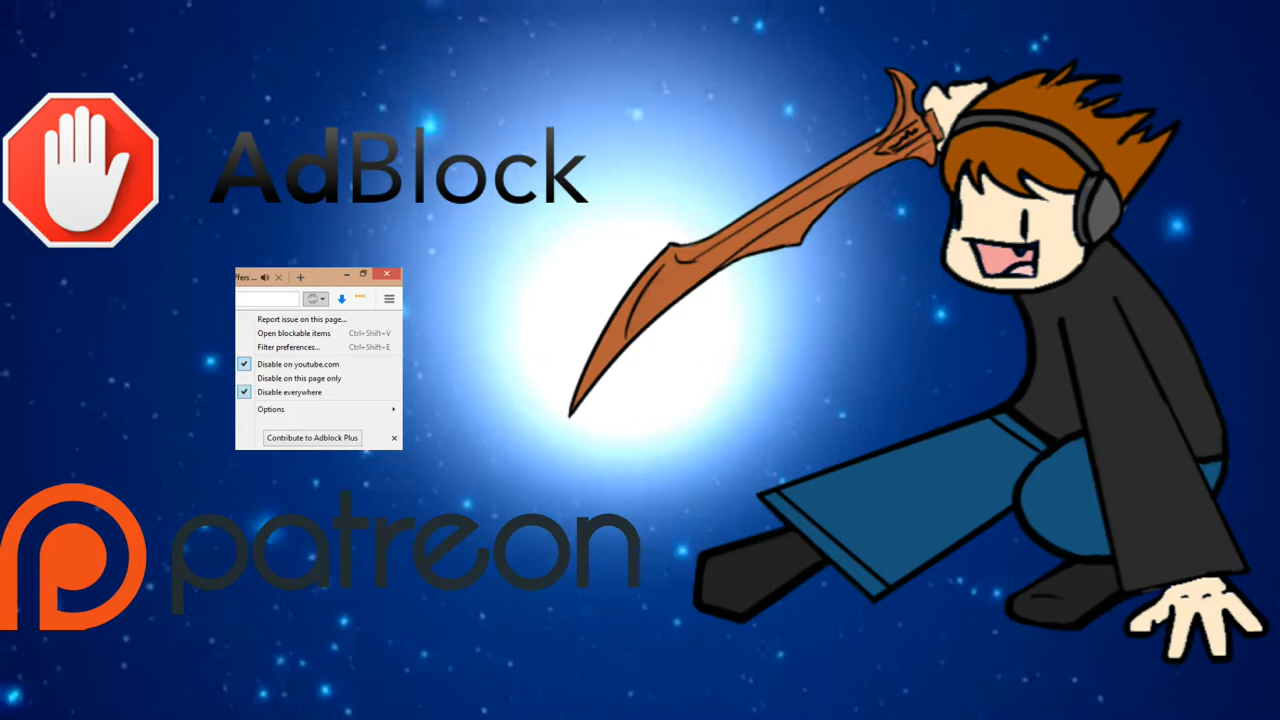 AdBlock
ffers ...
Report issue on this page...
Open blockable items Ctrl+Shift+V
Filter preferences... Ctrl+Shift+E
Disable on youtube.com
Disable on this page only
Disable everywhere
Options
Contribute to Adblock Plus
patreon